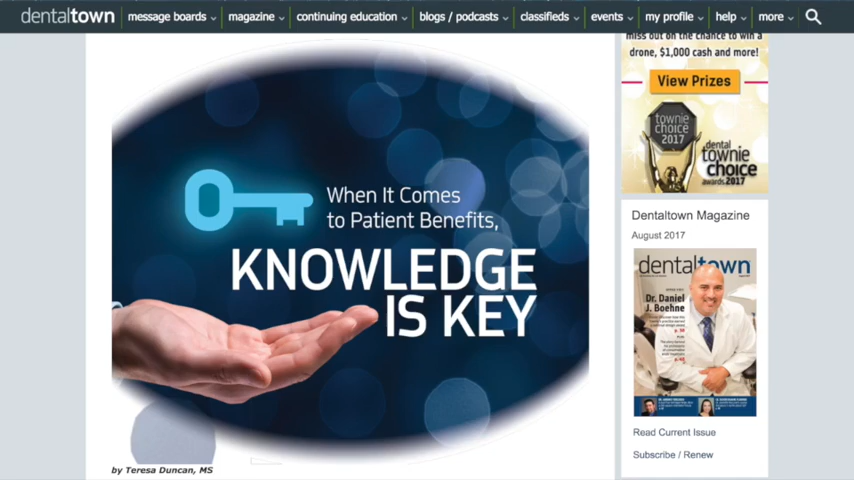 dentaltown message boards magazine continuing education blogs / podcasts classifieds events my profile help more
When It Comes
to Patient Benefits,
KNOWLEDGE
IS KEY
by Teresa Duncan, MS
miss out on the chance to win a
drone, $1,000 cash and more!
View Prizes
townie
choice
2017
dental
townie
choice
awards.2017
Dentaltown Magazine
August 2017
dentaltown
Dr. Daniel
J. Boehne
Read Current Issue
Subscribe / Renew